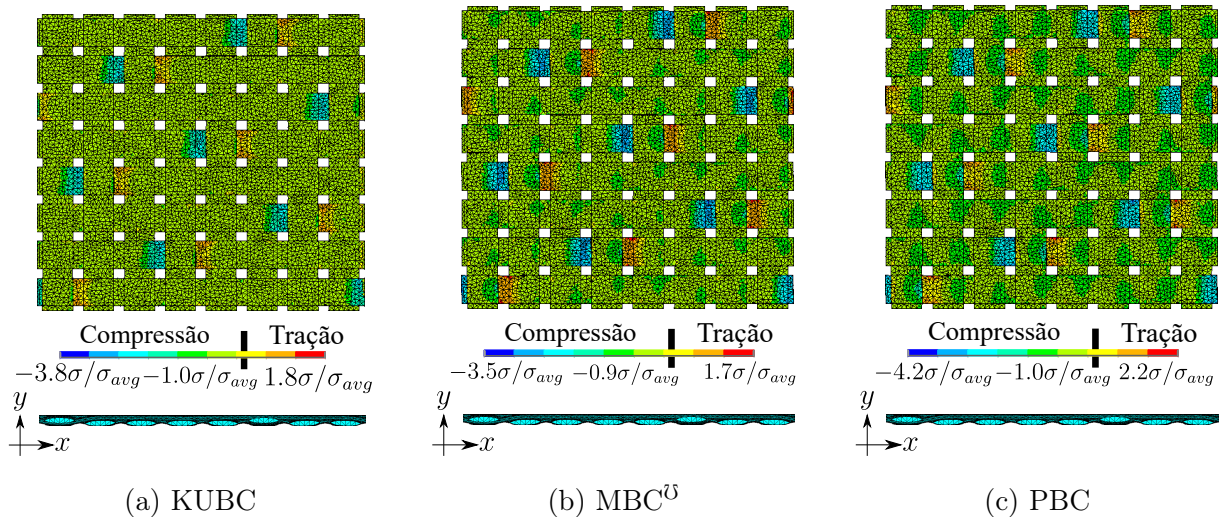 Compressão Tração
−3.8σ/σavg −1.0σ/σavg 1.8σ/σavg
y
x
(a) KUBC
Compressão Tração
−3.5σ/σavg −0.9σ/σavg 1.7σ/σavg
y
x
(b) MBC^℧
Compressão Tração
−4.2σ/σavg −1.0σ/σavg 2.2σ/σavg
y
x
(c) PBC